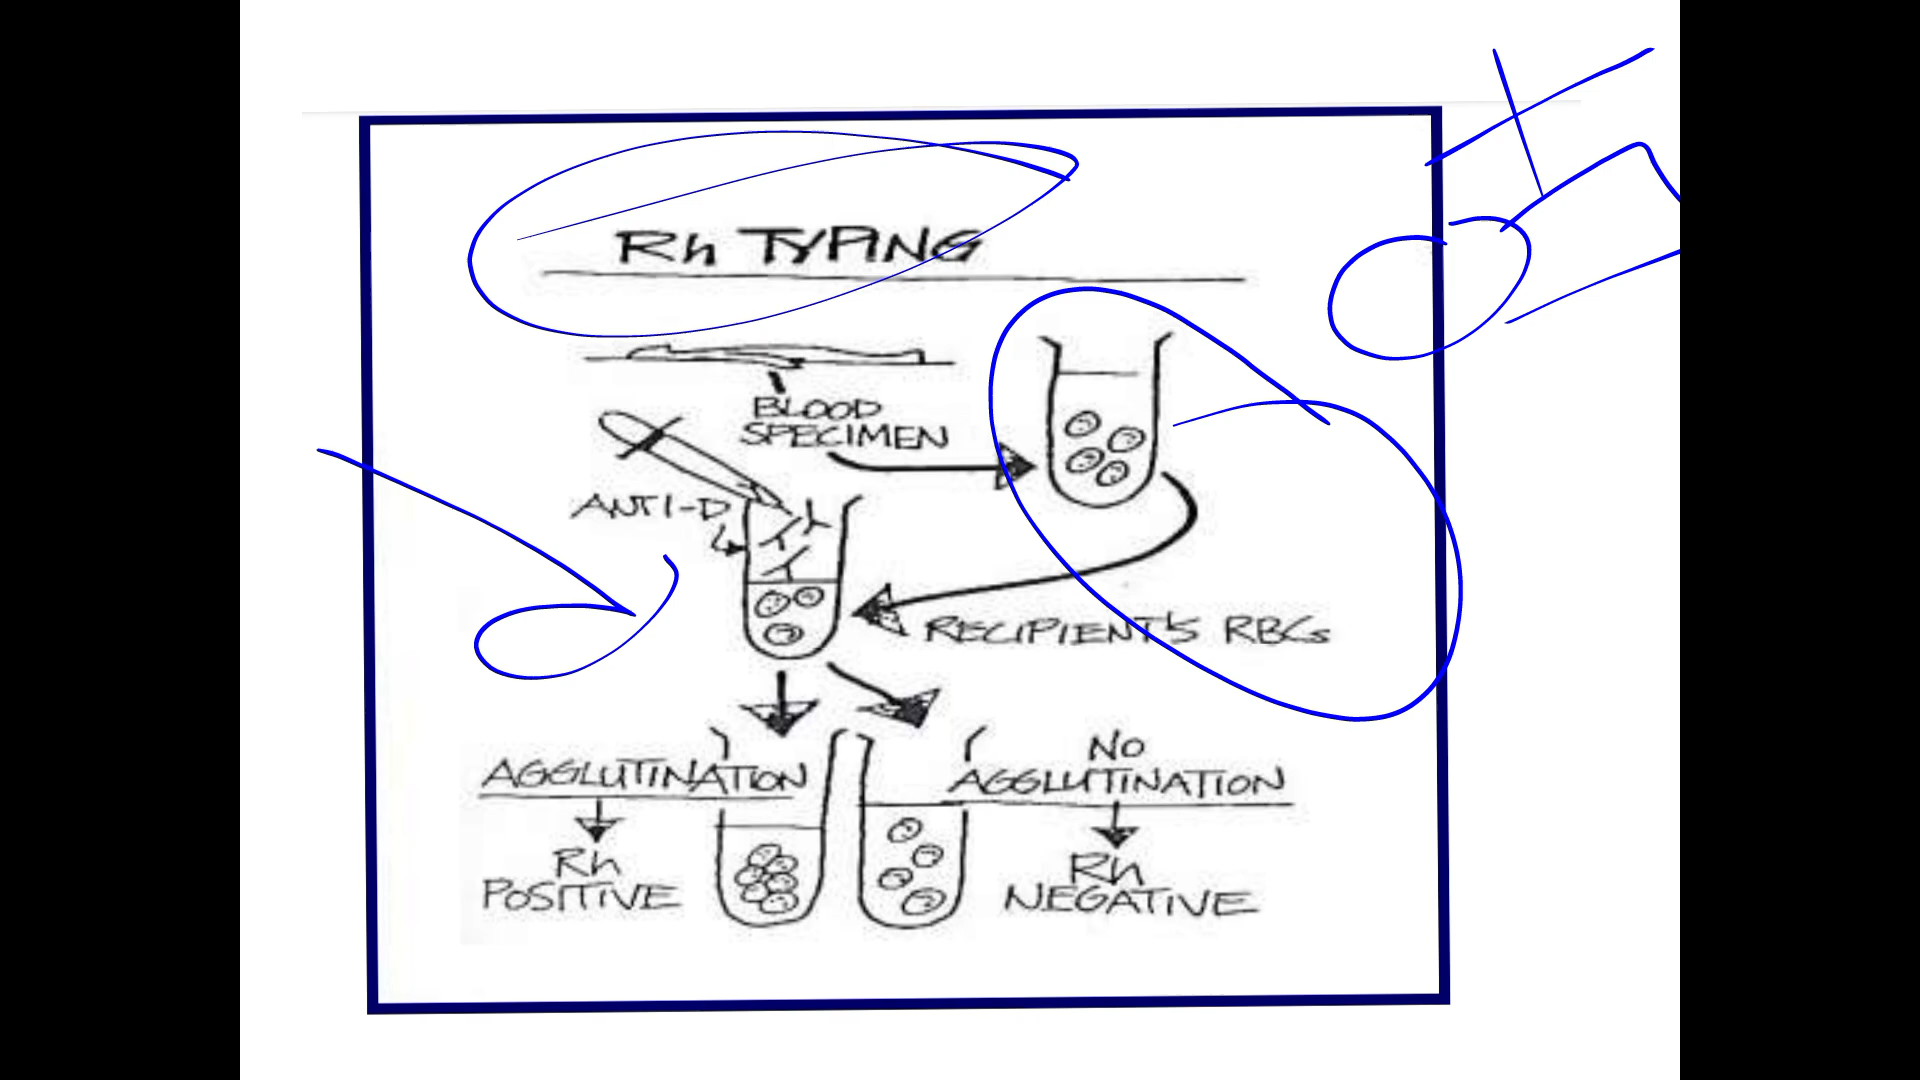 Rh TYPING
BLOOD
SPECIMEN
ANTI-D
RECIPIENT'S RBCs
AGGLUTINATION
Rh
POSITIVE
NO
AGGLUTINATION
Rh
NEGATIVE